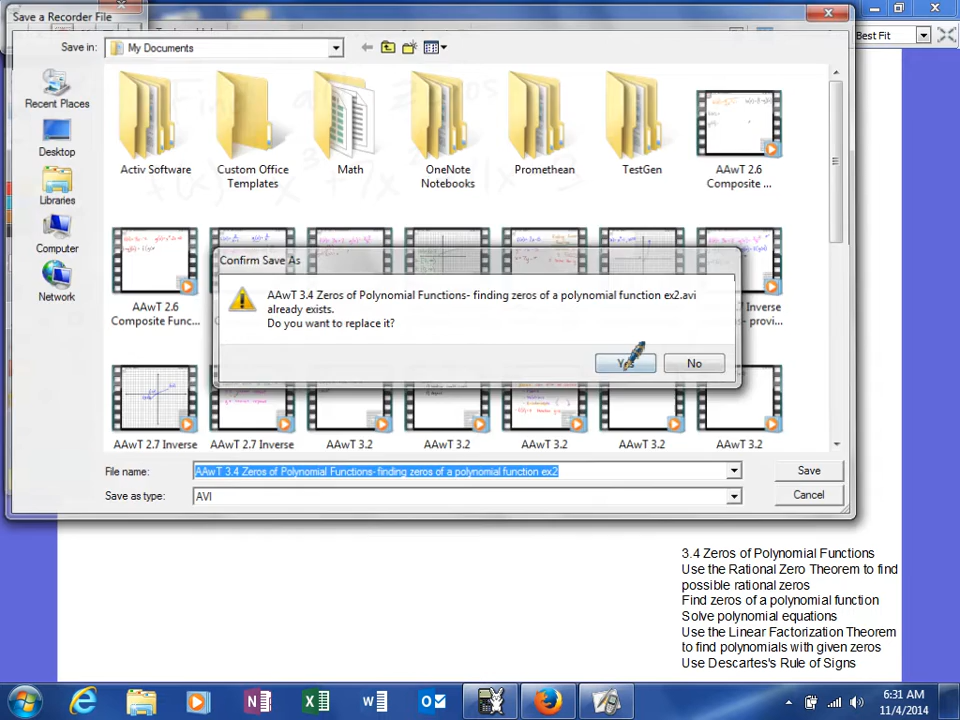 Save a Recorder File
Save in:
My Documents
Best Fit
Recent Places
Desktop
Libraries
Computer
Network
Activ Software
Custom Office
Templates
Math
OneNote
Notebooks
Promethean
TestGen
AAwT 2.6
Composite ...
AAwT 2.6
Composite Func...
Inverse
- provi...
Confirm Save As
AAwT 3.4 Zeros of Polynomial Functions- finding zeros of a polynomial function ex2.avi
already exists.
Do you want to replace it?
Yes
No
AAwT 2.7 Inverse
AAwT 2.7 Inverse
AAwT 3.2
AAwT 3.2
AAwT 3.2
AAwT 3.2
AAwT 3.2
File name:
AAwT 3.4 Zeros of Polynomial Functions- finding zeros of a polynomial function ex2
Save
Save as type:
AVI
Cancel
3.4 Zeros of Polynomial Functions
Use the Rational Zero Theorem to find
possible rational zeros
Find zeros of a polynomial function
Solve polynomial equations
Use the Linear Factorization Theorem
to find polynomials with given zeros
Use Descartes's Rule of Signs
6:31 AM
11/4/2014